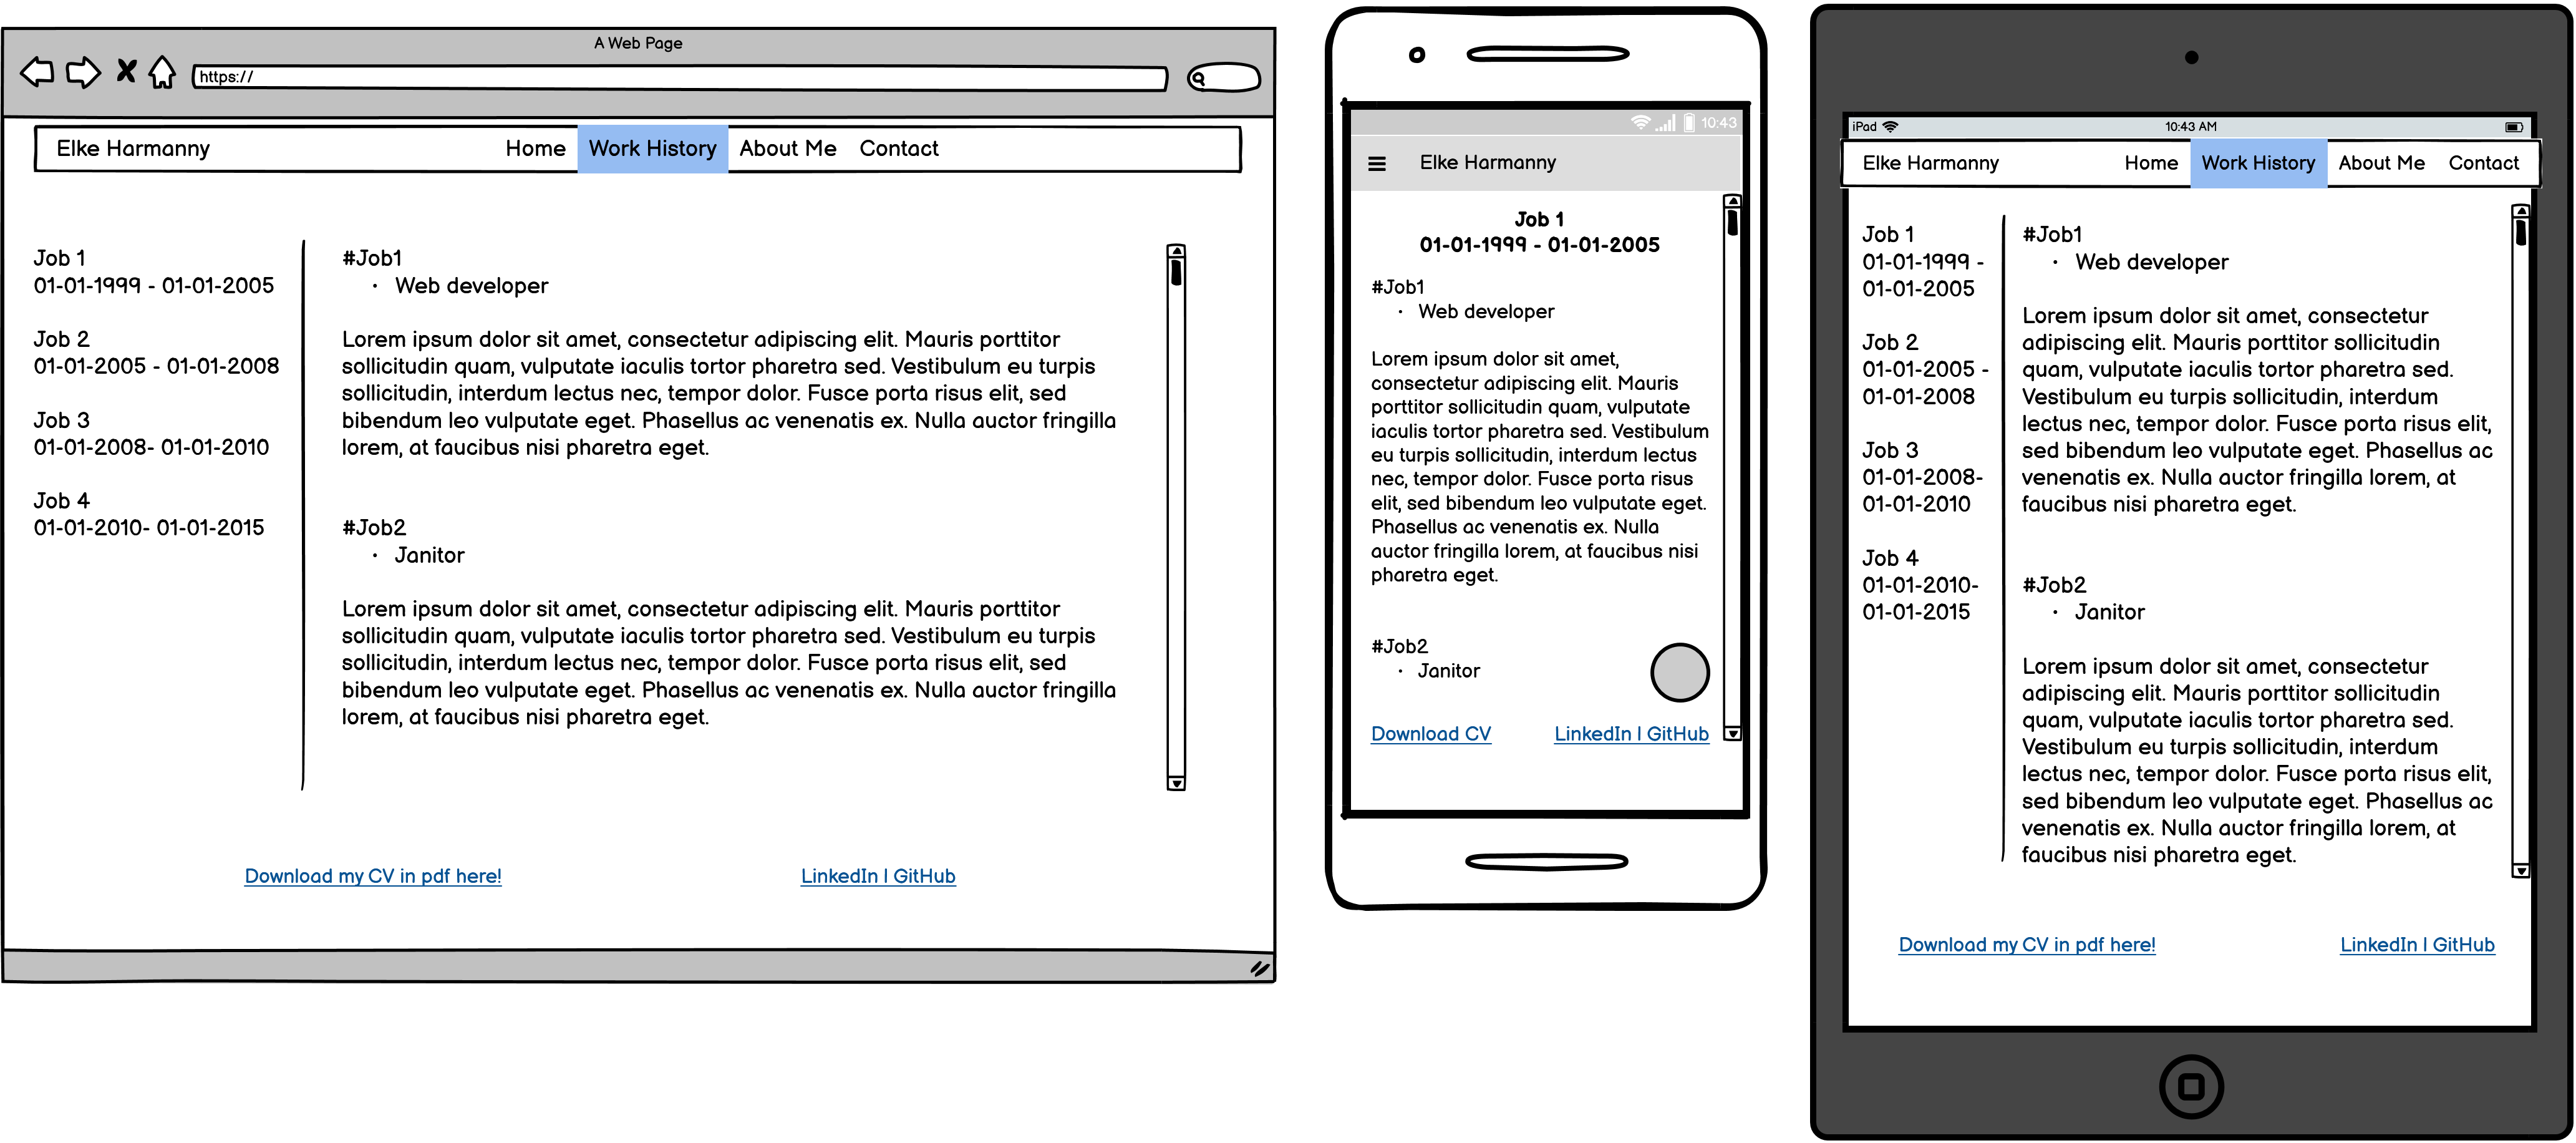 A Web Page
https://
Elke Harmanny Home Work History About Me Contact
Job 1
01-01-1999 - 01-01-2005
Job 2
01-01-2005 - 01-01-2008
Job 3
01-01-2008- 01-01-2010
Job 4
01-01-2010- 01-01-2015
#Job1
• Web developer
Lorem ipsum dolor sit amet, consectetur adipiscing elit. Mauris porttitor
sollicitudin quam, vulputate iaculis tortor pharetra sed. Vestibulum eu turpis
sollicitudin, interdum lectus nec, tempor dolor. Fusce porta risus elit, sed
bibendum leo vulputate eget. Phasellus ac venenatis ex. Nulla auctor fringilla
lorem, at faucibus nisi pharetra eget.
#Job2
• Janitor
Lorem ipsum dolor sit amet, consectetur adipiscing elit. Mauris porttitor
sollicitudin quam, vulputate iaculis tortor pharetra sed. Vestibulum eu turpis
sollicitudin, interdum lectus nec, tempor dolor. Fusce porta risus elit, sed
bibendum leo vulputate eget. Phasellus ac venenatis ex. Nulla auctor fringilla
lorem, at faucibus nisi pharetra eget.
Download my CV in pdf here! LinkedIn | GitHub
10:43
Elke Harmanny
Job 1
01-01-1999 - 01-01-2005
#Job1
• Web developer
Lorem ipsum dolor sit amet,
consectetur adipiscing elit. Mauris
porttitor sollicitudin quam, vulputate
iaculis tortor pharetra sed. Vestibulum
eu turpis sollicitudin, interdum lectus
nec, tempor dolor. Fusce porta risus
elit, sed bibendum leo vulputate eget.
Phasellus ac venenatis ex. Nulla
auctor fringilla lorem, at faucibus nisi
pharetra eget.
#Job2
• Janitor
Download CV LinkedIn | GitHub
iPad 10:43 AM
Elke Harmanny Home Work History About Me Contact
Job 1
01-01-1999 -
01-01-2005
Job 2
01-01-2005 -
01-01-2008
Job 3
01-01-2008-
01-01-2010
Job 4
01-01-2010-
01-01-2015
#Job1
• Web developer
Lorem ipsum dolor sit amet, consectetur
adipiscing elit. Mauris porttitor sollicitudin
quam, vulputate iaculis tortor pharetra sed.
Vestibulum eu turpis sollicitudin, interdum
lectus nec, tempor dolor. Fusce porta risus elit,
sed bibendum leo vulputate eget. Phasellus ac
venenatis ex. Nulla auctor fringilla lorem, at
faucibus nisi pharetra eget.
#Job2
• Janitor
Lorem ipsum dolor sit amet, consectetur
adipiscing elit. Mauris porttitor sollicitudin
quam, vulputate iaculis tortor pharetra sed.
Vestibulum eu turpis sollicitudin, interdum
lectus nec, tempor dolor. Fusce porta risus elit,
sed bibendum leo vulputate eget. Phasellus ac
venenatis ex. Nulla auctor fringilla lorem, at
faucibus nisi pharetra eget.
Download my CV in pdf here! LinkedIn | GitHub